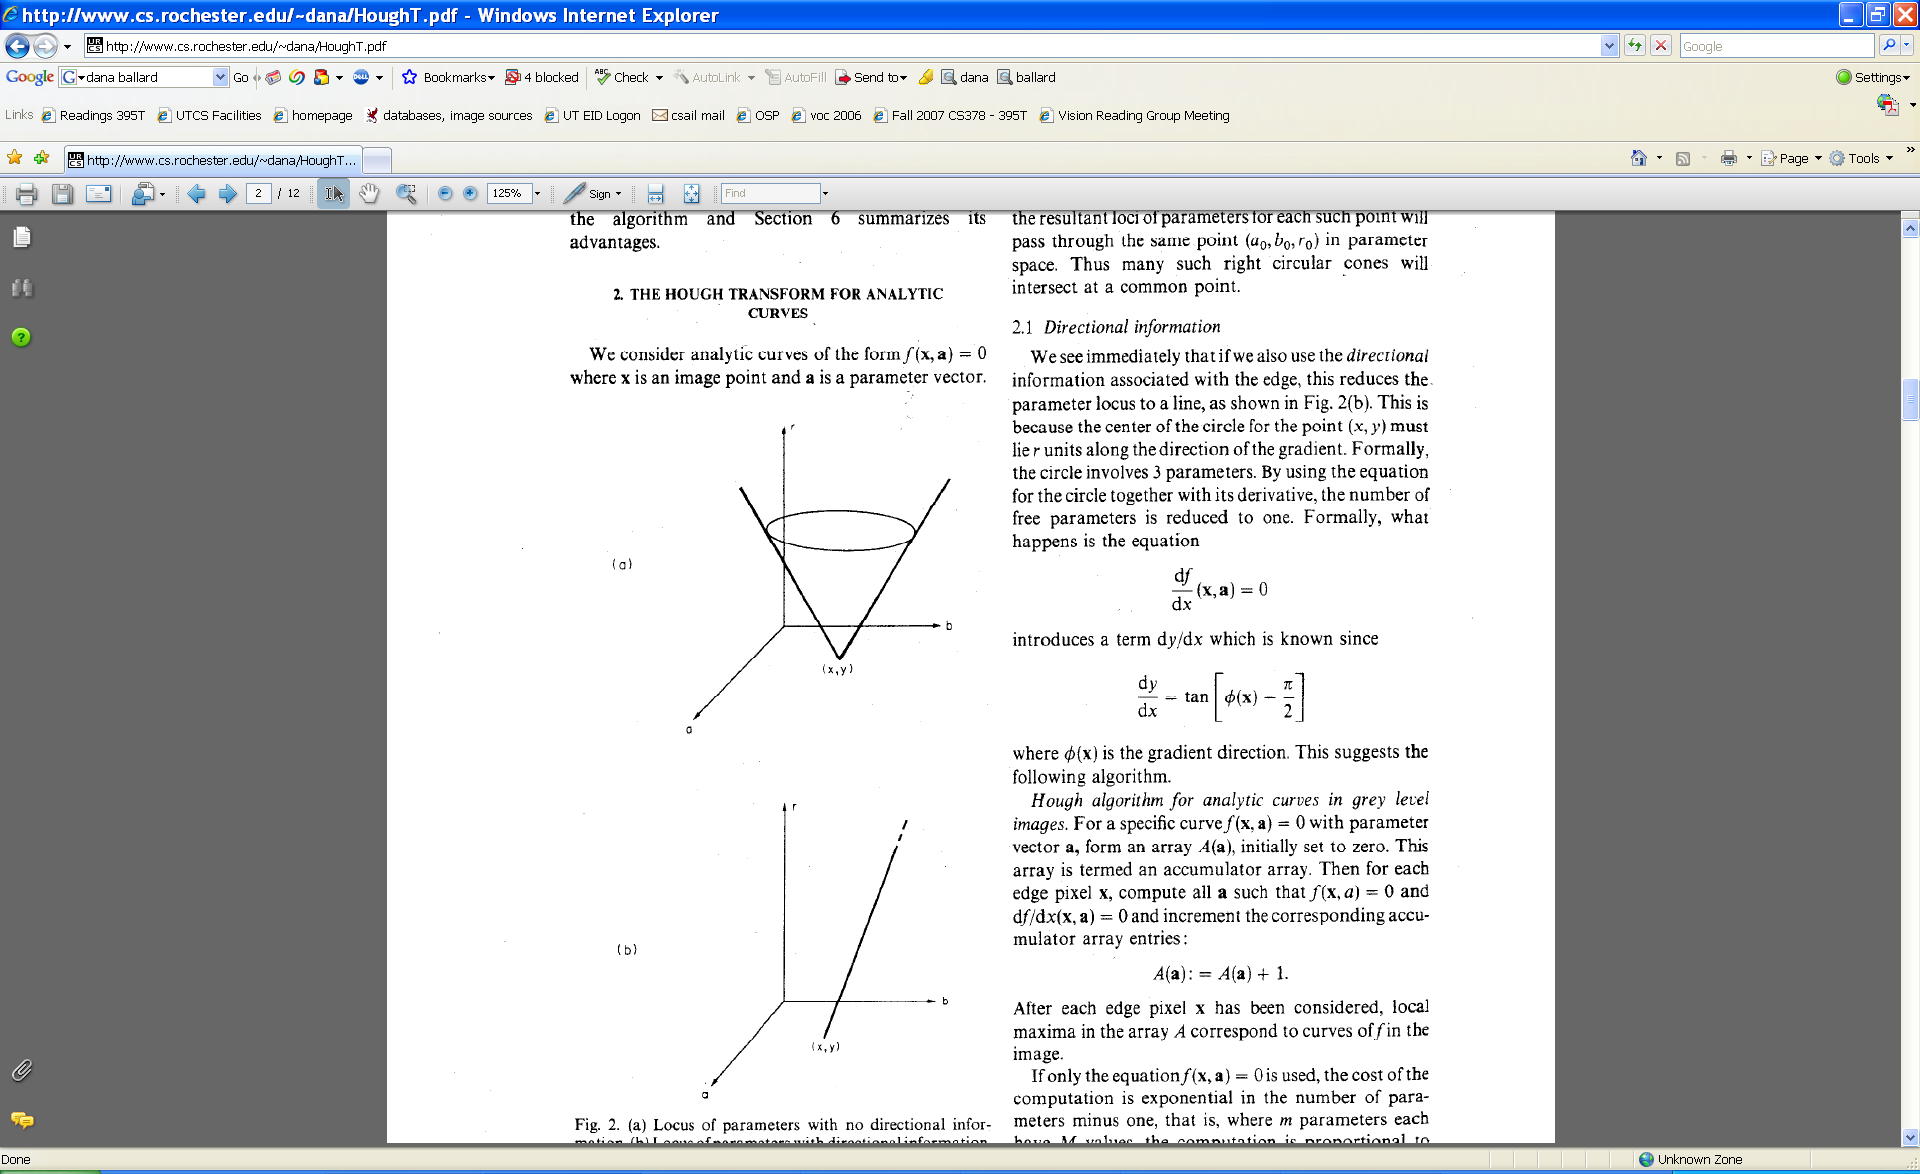 http://www.cs.rochester.edu/~dana/HoughT.pdf - Windows Internet Explorer
http://www.cs.rochester.edu/~dana/HoughT.pdf
Google
Google G dana ballard Go Bookmarks 4 blocked ABC Check AutoLink AutoFill Send to dana ballard Settings
Links Readings 395T UTCS Facilities homepage databases, image sources UT EID Logon csail mail OSP voc 2006 Fall 2007 CS378 - 395T Vision Reading Group Meeting
http://www.cs.rochester.edu/~dana/HoughT... Page Tools »
2 / 12 125% Sign Find
the algorithm and Section 6 summarizes its
advantages.
2. THE HOUGH TRANSFORM FOR ANALYTIC
CURVES
We consider analytic curves of the form f(x, a) = 0
where x is an image point and a is a parameter vector.
r
(a)
b
(x,y)
a
r
(b)
b
(x,y)
a
Fig. 2. (a) Locus of parameters with no directional infor-
mation. (b) Locus of parameters with directional information.
the resultant loci of parameters for each such point will
pass through the same point (a0, b0, r0) in parameter
space. Thus many such right circular cones will
intersect at a common point.
2.1 Directional information
We see immediately that if we also use the directional
information associated with the edge, this reduces the
parameter locus to a line, as shown in Fig. 2(b). This is
because the center of the circle for the point (x, y) must
lie r units along the direction of the gradient. Formally,
the circle involves 3 parameters. By using the equation
for the circle together with its derivative, the number of
free parameters is reduced to one. Formally, what
happens is the equation
df/dx (x, a) = 0
introduces a term dy/dx which is known since
dy/dx = tan [ϕ(x) − π/2]
where ϕ(x) is the gradient direction. This suggests the
following algorithm.
Hough algorithm for analytic curves in grey level
images. For a specific curve f(x, a) = 0 with parameter
vector a, form an array A(a), initially set to zero. This
array is termed an accumulator array. Then for each
edge pixel x, compute all a such that f(x, a) = 0 and
df/dx(x, a) = 0 and increment the corresponding accu-
mulator array entries:
A(a): = A(a) + 1.
After each edge pixel x has been considered, local
maxima in the array A correspond to curves of f in the
image.
If only the equation f(x, a) = 0 is used, the cost of the
computation is exponential in the number of para-
meters minus one, that is, where m parameters each
have M values, the computation is proportional to
Done
Unknown Zone